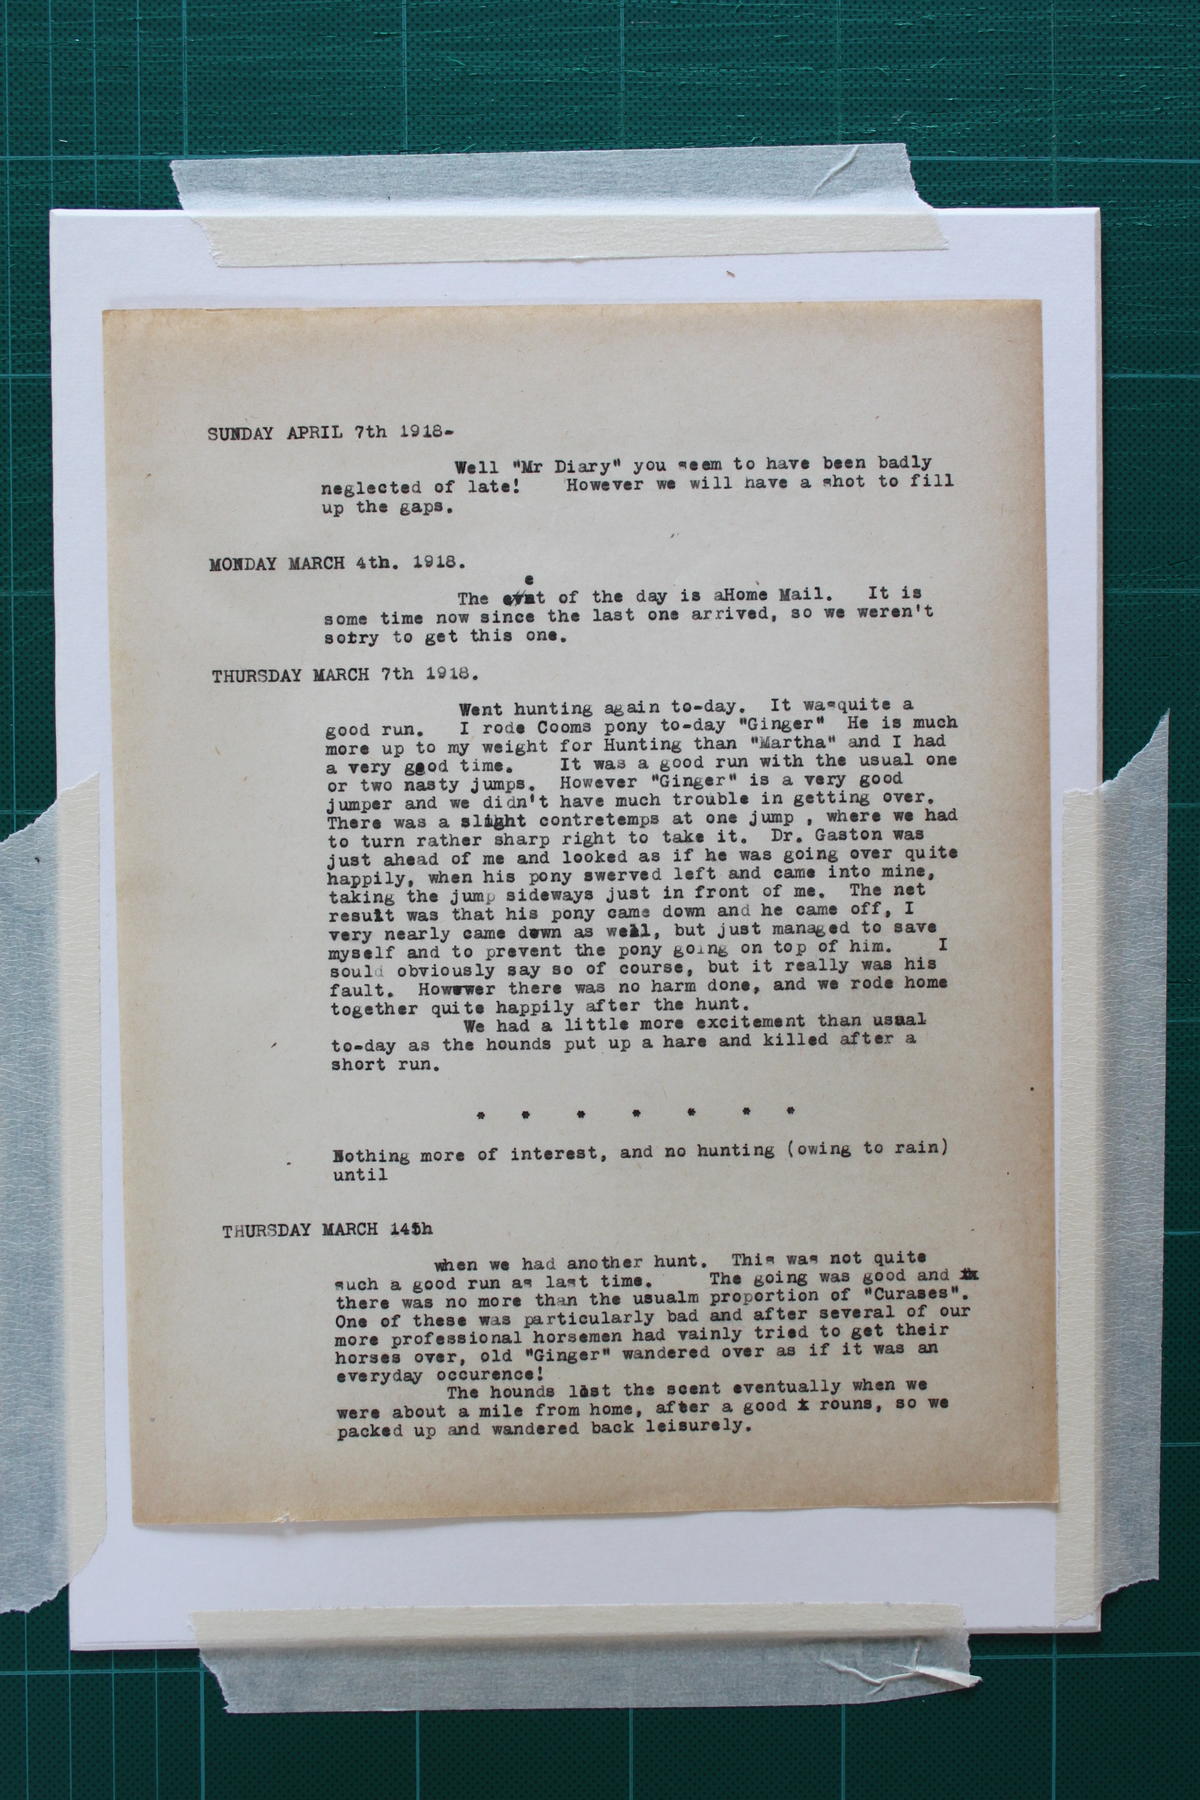 SUNDAY APRIL 7th 1918-
Well "Mr Diary" you seem to have been badly
neglected of late! However we will have a shot to fill
up the gaps.
MONDAY MARCH 4th. 1918.
e
The of the day is aHome Mail. It is
some time now since the last one arrived, so we weren't
sotry to get this one.
THURSDAY MARCH 7th 1918.
Went hunting again to-day. It wasquite a
good run. I rode Cooms pony to-day "Ginger" He is much
more up to my weight for Hunting than "Martha" and I had
a very good time. It was a good run with the usual one
or two nasty jumps. However "Ginger" is a very good
jumper and we didn't have much trouble in getting over.
There was a slight contretemps at one jump , where we had
to turn rather sharp right to take it. Dr. Gaston was
just ahead of me and looked as if he was going over quite
happily, when his pony swerved left and came into mine,
taking the jump sideways just in front of me. The net
result was that his pony came down and he came off, I
very nearly came down as well, but just managed to save
myself and to prevent the pony going on top of him. I
sould obviously say so of course, but it really was his
fault. Howewer there was no harm done, and we rode home
together quite happily after the hunt.
We had a little more excitement than usual
to-day as the hounds put up a hare and killed after a
short run.
* * * * * * *
Nothing more of interest, and no hunting (owing to rain)
until
THURSDAY MARCH 14th
when we had another hunt. This was not quite
such a good run as last time. The going was good and
there was no more than the usualm proportion of "Curases".
One of these was particularly bad and after several of our
more professional horsemen had vainly tried to get their
horses over, old "Ginger" wandered over as if it was an
everyday occurence!
The hounds lost the scent eventually when we
were about a mile from home, after a good x rouns, so we
packed up and wandered back leisurely.